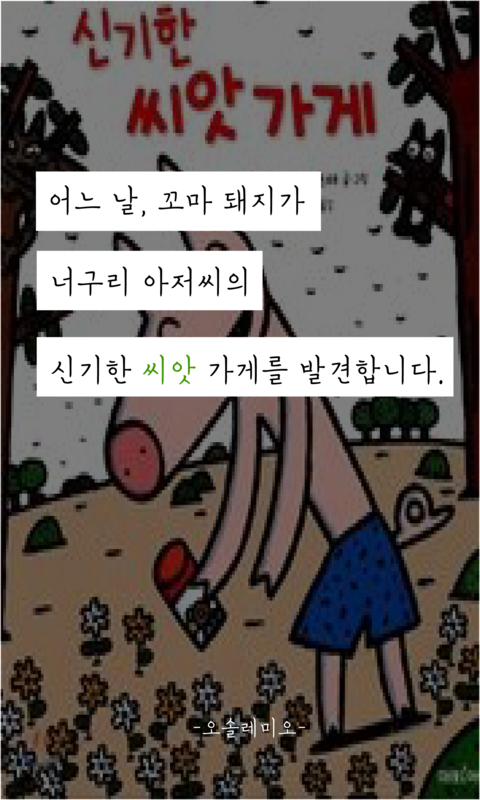 신기한
씨앗 가게
어느 날, 꼬마 돼지가
너구리 아저씨의
신기한 씨앗 가게를 발견합니다.
-오솔레미오-